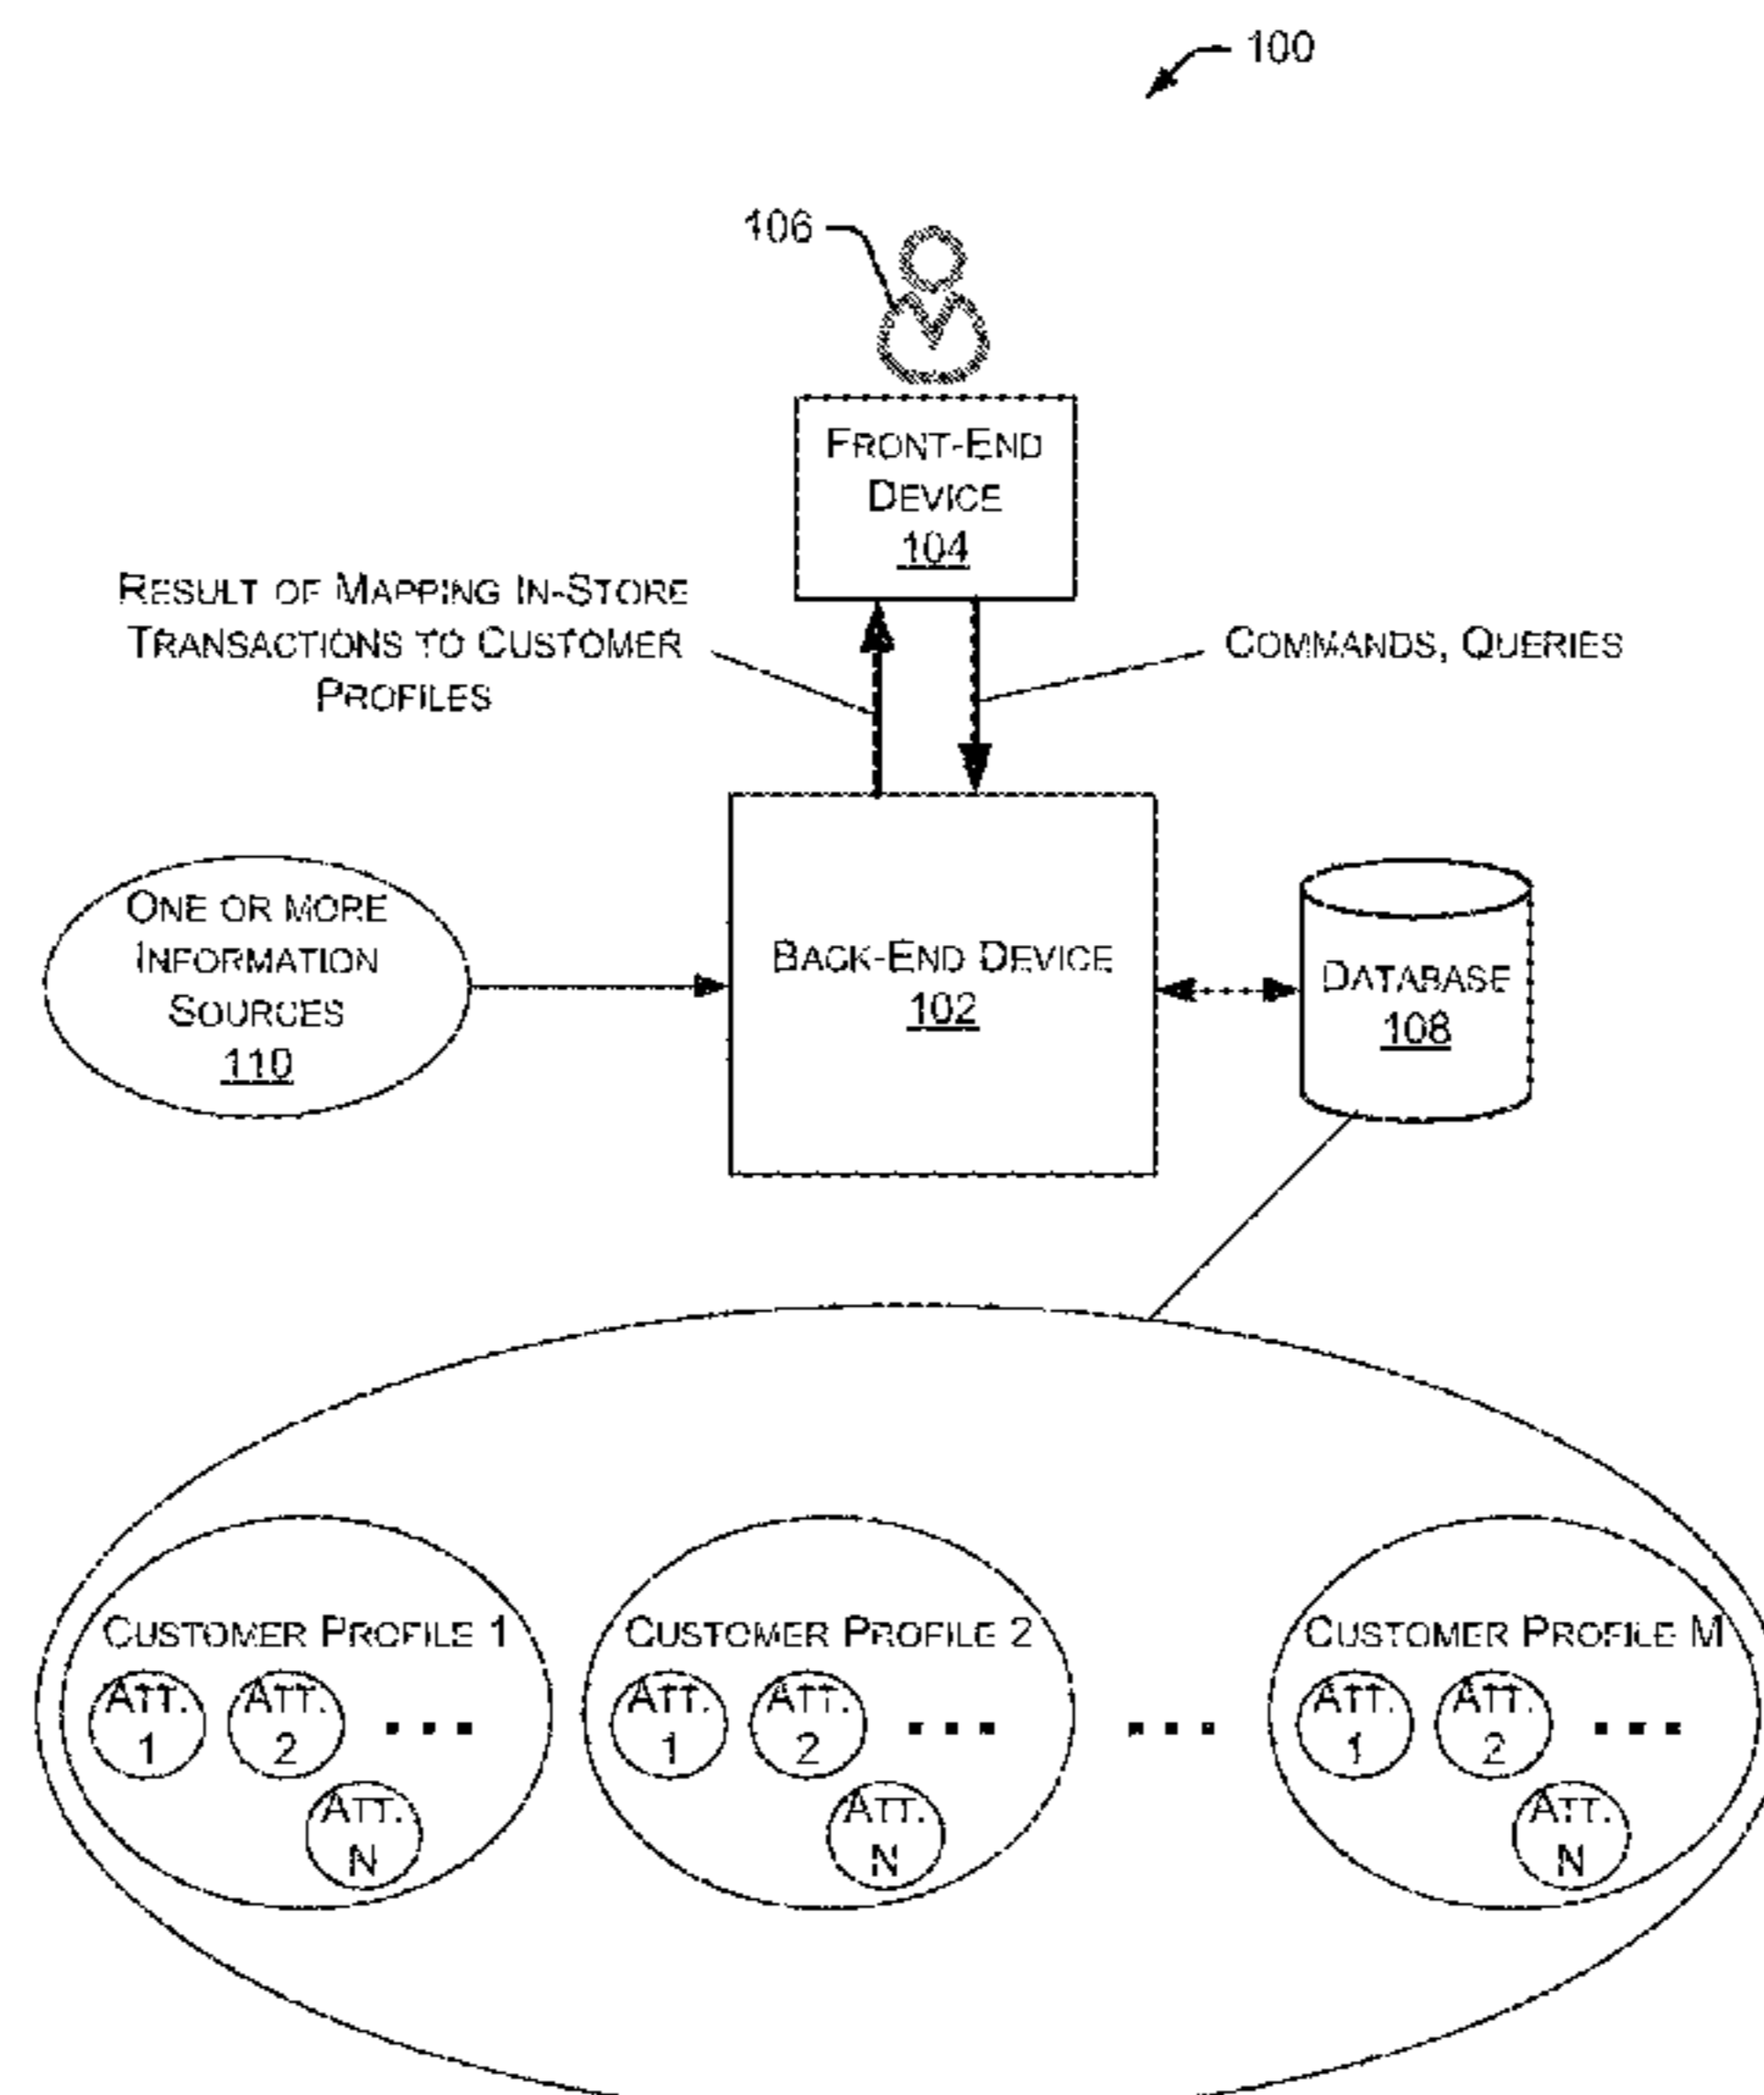 100
106
FRONT-END
DEVICE
104
RESULT OF MAPPING IN-STORE
TRANSACTIONS TO CUSTOMER
PROFILES
COMMANDS, QUERIES
ONE OR MORE
INFORMATION
SOURCES
110
BACK-END DEVICE
102
DATABASE
108
CUSTOMER PROFILE 1
ATT.
1
ATT.
2
...
ATT.
N
CUSTOMER PROFILE 2
ATT.
1
ATT.
2
...
ATT.
N
...
CUSTOMER PROFILE M
ATT.
1
ATT.
2
...
ATT.
N